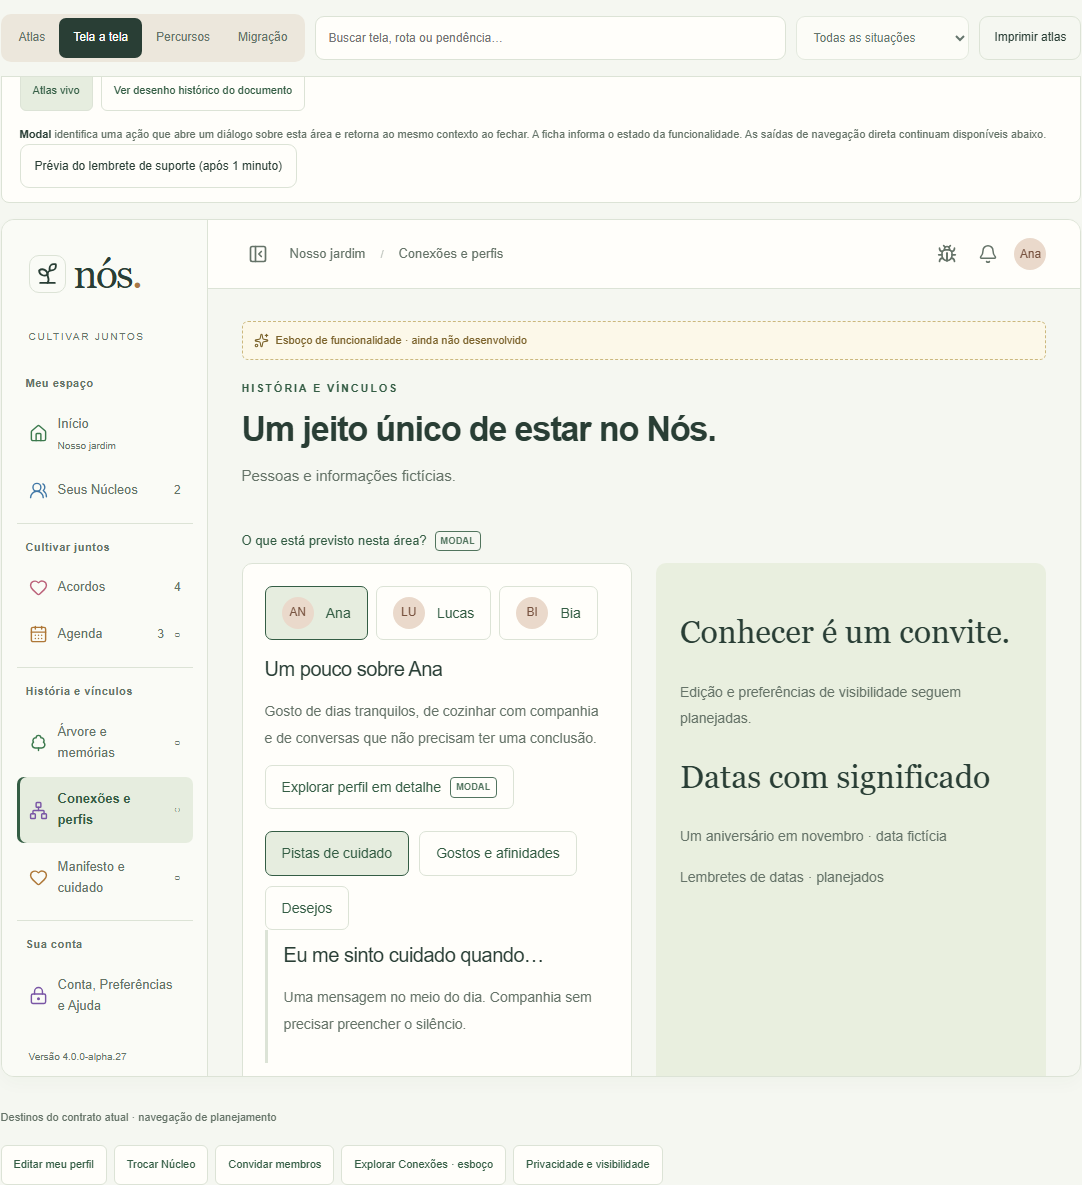 Atlas
Tela a tela
Percursos
Migração
Buscar tela, rota ou pendência…
Todas as situações
Imprimir atlas
Atlas vivo
Ver desenho histórico do documento
Modal identifica uma ação que abre um diálogo sobre esta área e retorna ao mesmo contexto ao fechar. A ficha informa o estado da funcionalidade. As saídas de navegação direta continuam disponíveis abaixo.
Prévia do lembrete de suporte (após 1 minuto)
nós.
CULTIVAR JUNTOS
Meu espaço
Início
Nosso jardim
Seus Núcleos 2
Cultivar juntos
Acordos 4
Agenda 3
História e vínculos
Árvore e
memórias
Conexões e
perfis
Manifesto e
cuidado
Sua conta
Conta, Preferências
e Ajuda
Versão 4.0.0-alpha.27
Nosso jardim / Conexões e perfis
Ana
Esboço de funcionalidade · ainda não desenvolvido
HISTÓRIA E VÍNCULOS
Um jeito único de estar no Nós.
Pessoas e informações fictícias.
O que está previsto nesta área? MODAL
AN Ana
LU Lucas
BI Bia
Um pouco sobre Ana
Gosto de dias tranquilos, de cozinhar com companhia
e de conversas que não precisam ter uma conclusão.
Explorar perfil em detalhe MODAL
Pistas de cuidado
Gostos e afinidades
Desejos
Eu me sinto cuidado quando…
Uma mensagem no meio do dia. Companhia sem
precisar preencher o silêncio.
Conhecer é um convite.
Edição e preferências de visibilidade seguem
planejadas.
Datas com significado
Um aniversário em novembro · data fictícia
Lembretes de datas · planejados
Destinos do contrato atual · navegação de planejamento
Editar meu perfil
Trocar Núcleo
Convidar membros
Explorar Conexões · esboço
Privacidade e visibilidade